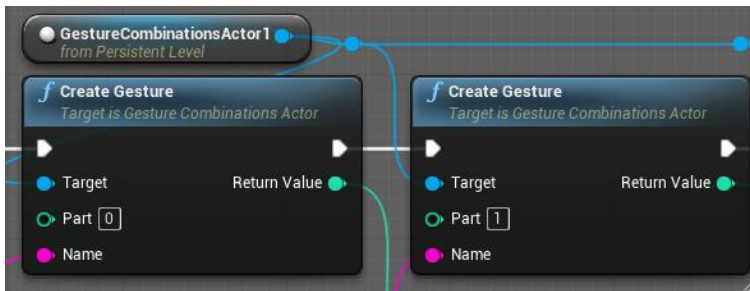 GestureCombinationsActor1
from Persistent Level
f Create Gesture
Target is Gesture Combinations Actor
Target Return Value
Part 0
Name
f Create Gesture
Target is Gesture Combinations Actor
Target Return Value
Part 1
Name